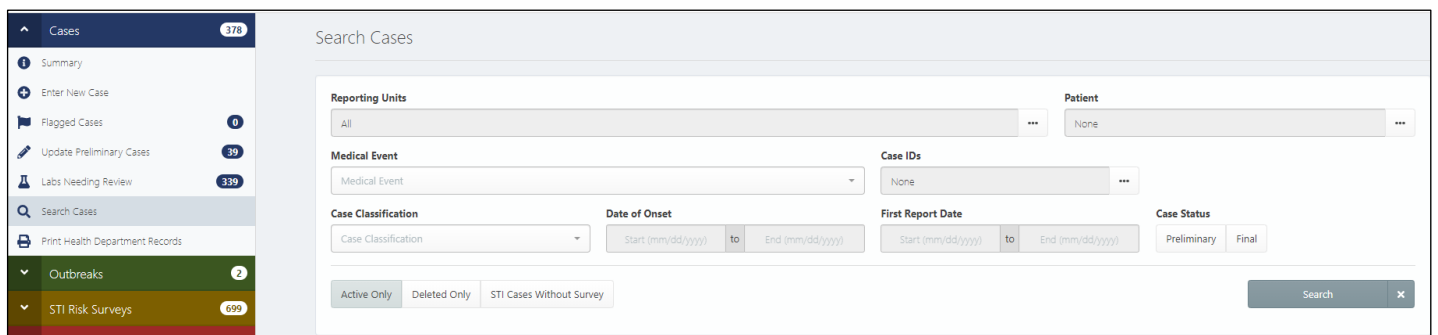 Cases 378
Summary
Enter New Case
Flagged Cases 0
Update Preliminary Cases 39
Labs Needing Review 339
Search Cases
Print Health Department Records
Outbreaks 2
STI Risk Surveys 699
Search Cases
Reporting Units Patient
All ••• None •••
Medical Event Case IDs
Medical Event None •••
Case Classification Date of Onset First Report Date Case Status
Case Classification Start (mm/dd/yyyy) to End (mm/dd/yyyy) Start (mm/dd/yyyy) to End (mm/dd/yyyy) Preliminary Final
Active Only Deleted Only STI Cases Without Survey Search ×